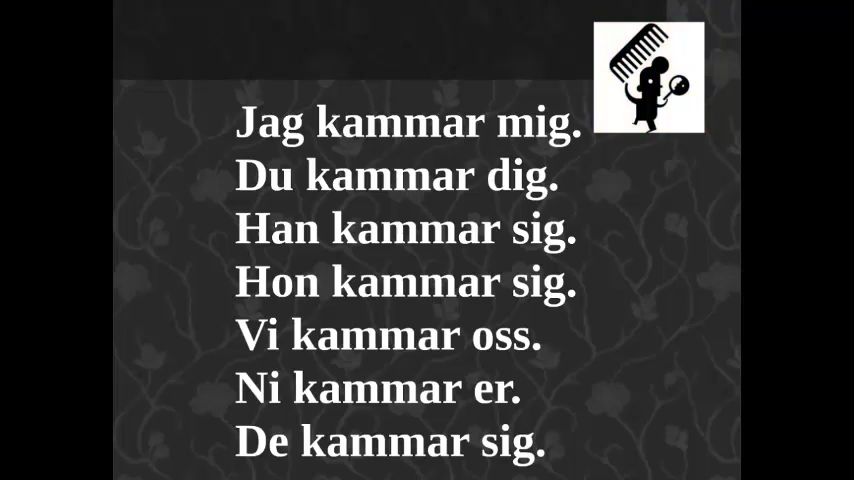 Jag kammar mig.
Du kammar dig.
Han kammar sig.
Hon kammar sig.
Vi kammar oss.
Ni kammar er.
De kammar sig.